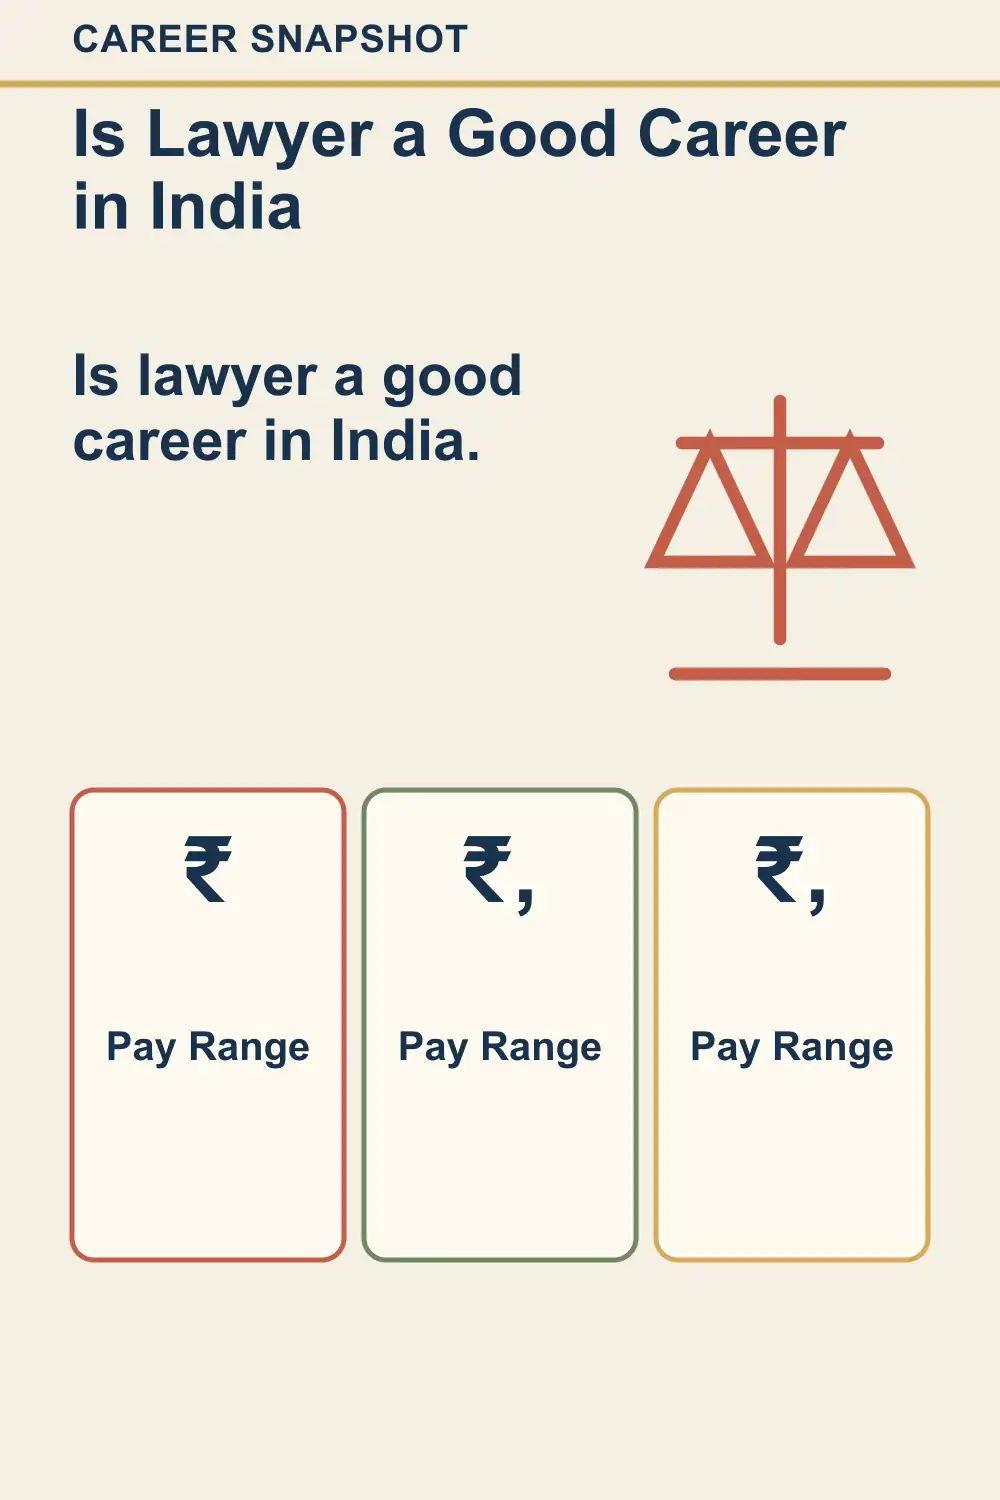 CAREER SNAPSHOT
Is Lawyer a Good Career
in India
Is lawyer a good
career in India.
₹
₹,
₹,
Pay Range
Pay Range
Pay Range